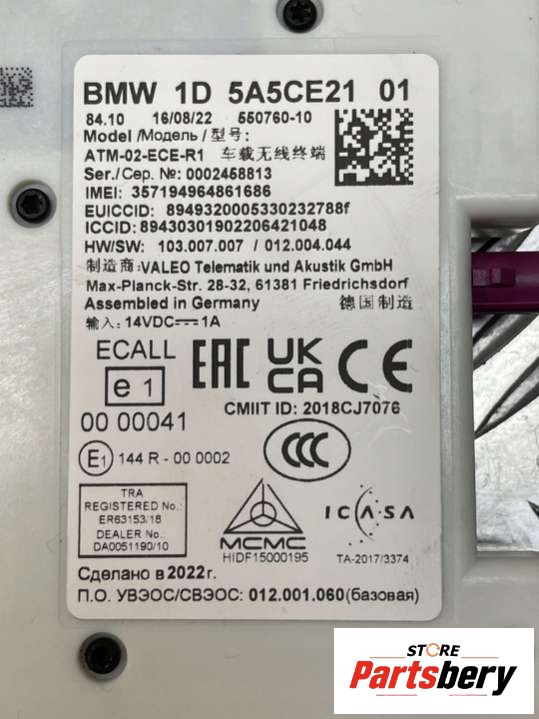 BMW 1D 5A5CE21 01
84.10 16/08/22 550760-10
Model /Модель / 型号:
ATM-02-ECE-R1 车载无线终端
Ser./Сер. №: 0002458813
IMEI: 357194964861686
EUICCID: 8949320005330232788f
ICCID: 89430301902206421048
HW/SW: 103.007.007 / 012.004.044
制造商: VALEO Telematik und Akustik GmbH
Max-Planck-Str. 28-32, 61381 Friedrichsdorf
Assembled in Germany 德国制造
输入: 14VDC⎓1A
ECALL
e 1
00 00041
EAC UK CA CE
CMIIT ID: 2018CJ7076
E1 144 R - 00 0002
CCC
TRA
REGISTERED No.:
ER63153/18
DEALER No.:
DA0051190/10
MCMC
HIDF15000195
ICASA
TA-2017/3374
Сделано в 2022г.
П.О. УВЭОС/СВЭОС: 012.001.060(базовая)
STORE
Partsbery